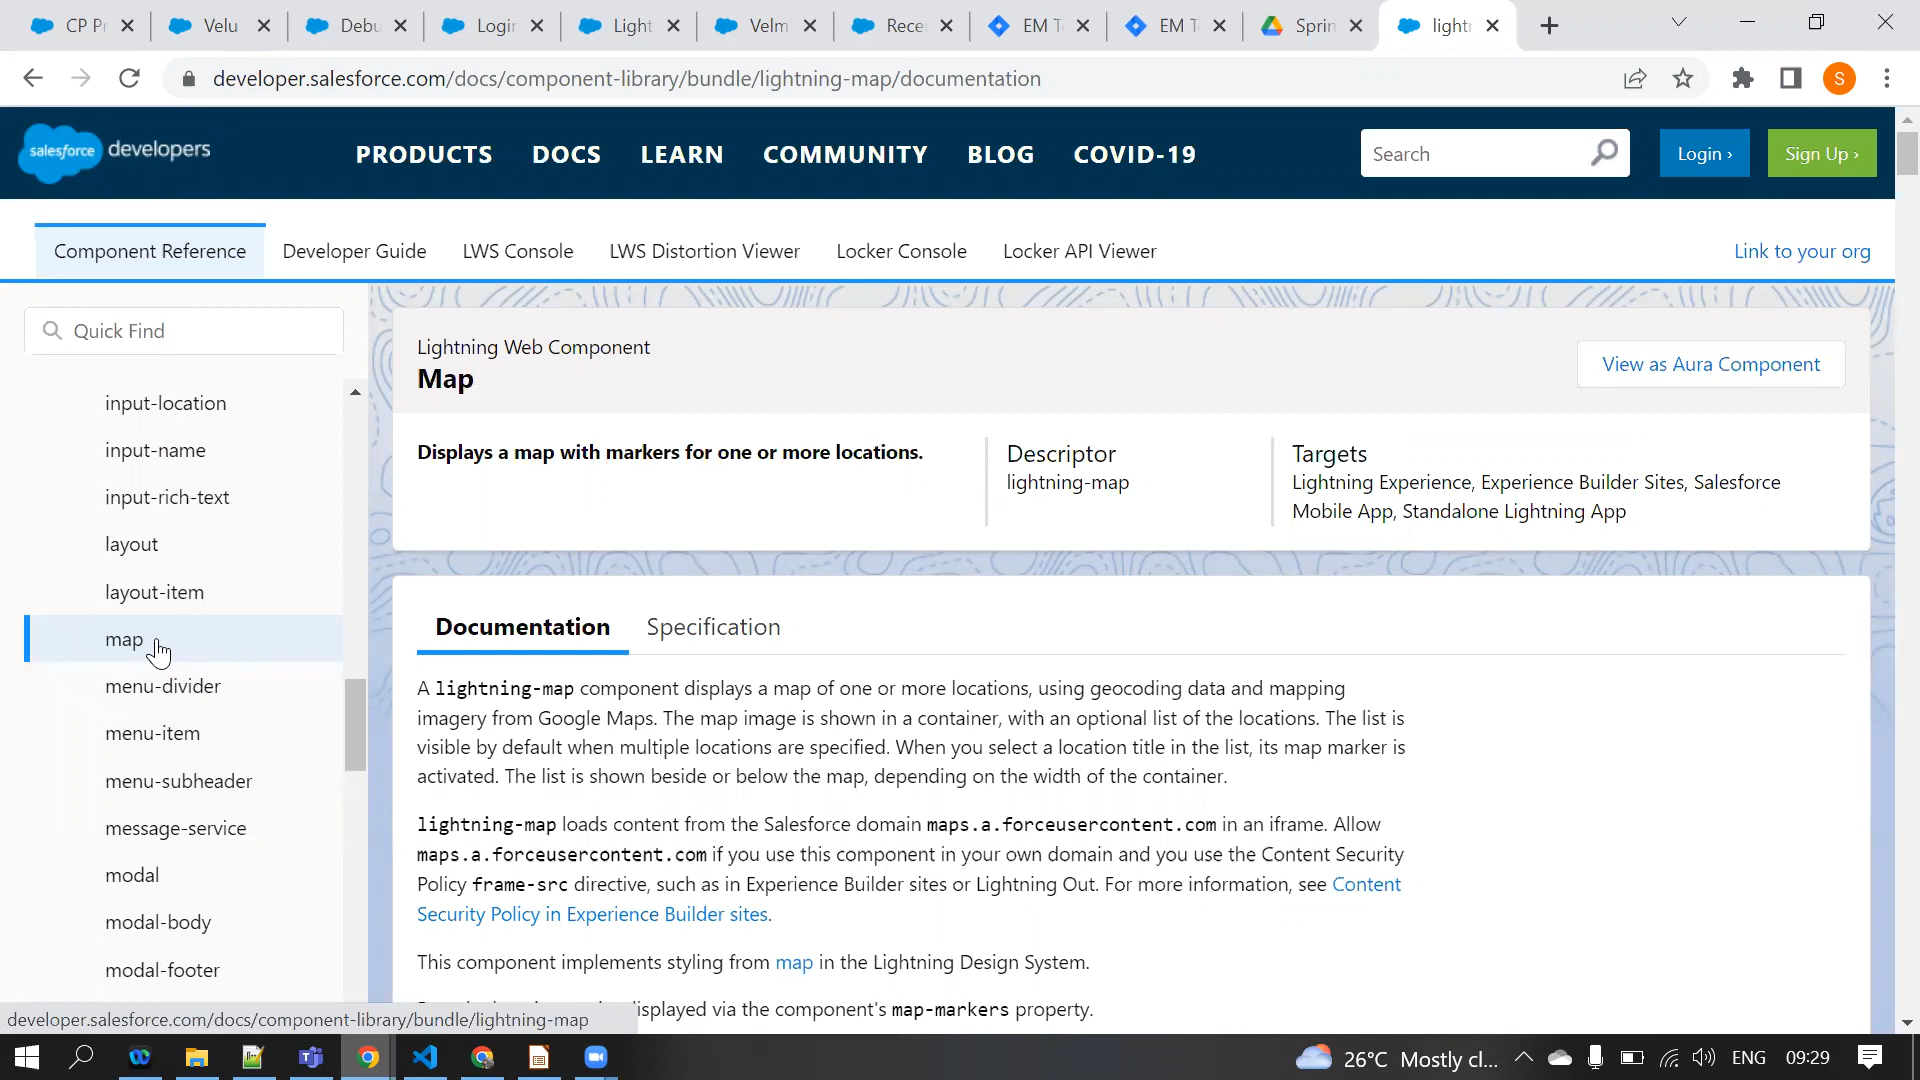 CP Pr
Velu
Debu
Login
Light
Velm
Rece
EM T
EM T
Sprin
lightn
developer.salesforce.com/docs/component-library/bundle/lightning-map/documentation
S
salesforce developers
PRODUCTS DOCS LEARN COMMUNITY BLOG COVID-19
Search
Login ›
Sign Up ›
Component Reference Developer Guide LWS Console LWS Distortion Viewer Locker Console Locker API Viewer
Link to your org
Quick Find
input-location
input-name
input-rich-text
layout
layout-item
map
menu-divider
menu-item
menu-subheader
message-service
modal
modal-body
modal-footer
Lightning Web Component
Map
View as Aura Component
Displays a map with markers for one or more locations.
Descriptor
lightning-map
Targets
Lightning Experience, Experience Builder Sites, Salesforce
Mobile App, Standalone Lightning App
Documentation Specification
A lightning-map component displays a map of one or more locations, using geocoding data and mapping
imagery from Google Maps. The map image is shown in a container, with an optional list of the locations. The list is
visible by default when multiple locations are specified. When you select a location title in the list, its map marker is
activated. The list is shown beside or below the map, depending on the width of the container.
lightning-map loads content from the Salesforce domain maps.a.forceusercontent.com in an iframe. Allow
maps.a.forceusercontent.com if you use this component in your own domain and you use the Content Security
Policy frame-src directive, such as in Experience Builder sites or Lightning Out. For more information, see Content
Security Policy in Experience Builder sites.
This component implements styling from map in the Lightning Design System.
displayed via the component's map-markers property.
developer.salesforce.com/docs/component-library/bundle/lightning-map
26°C Mostly cl...
ENG
09:29